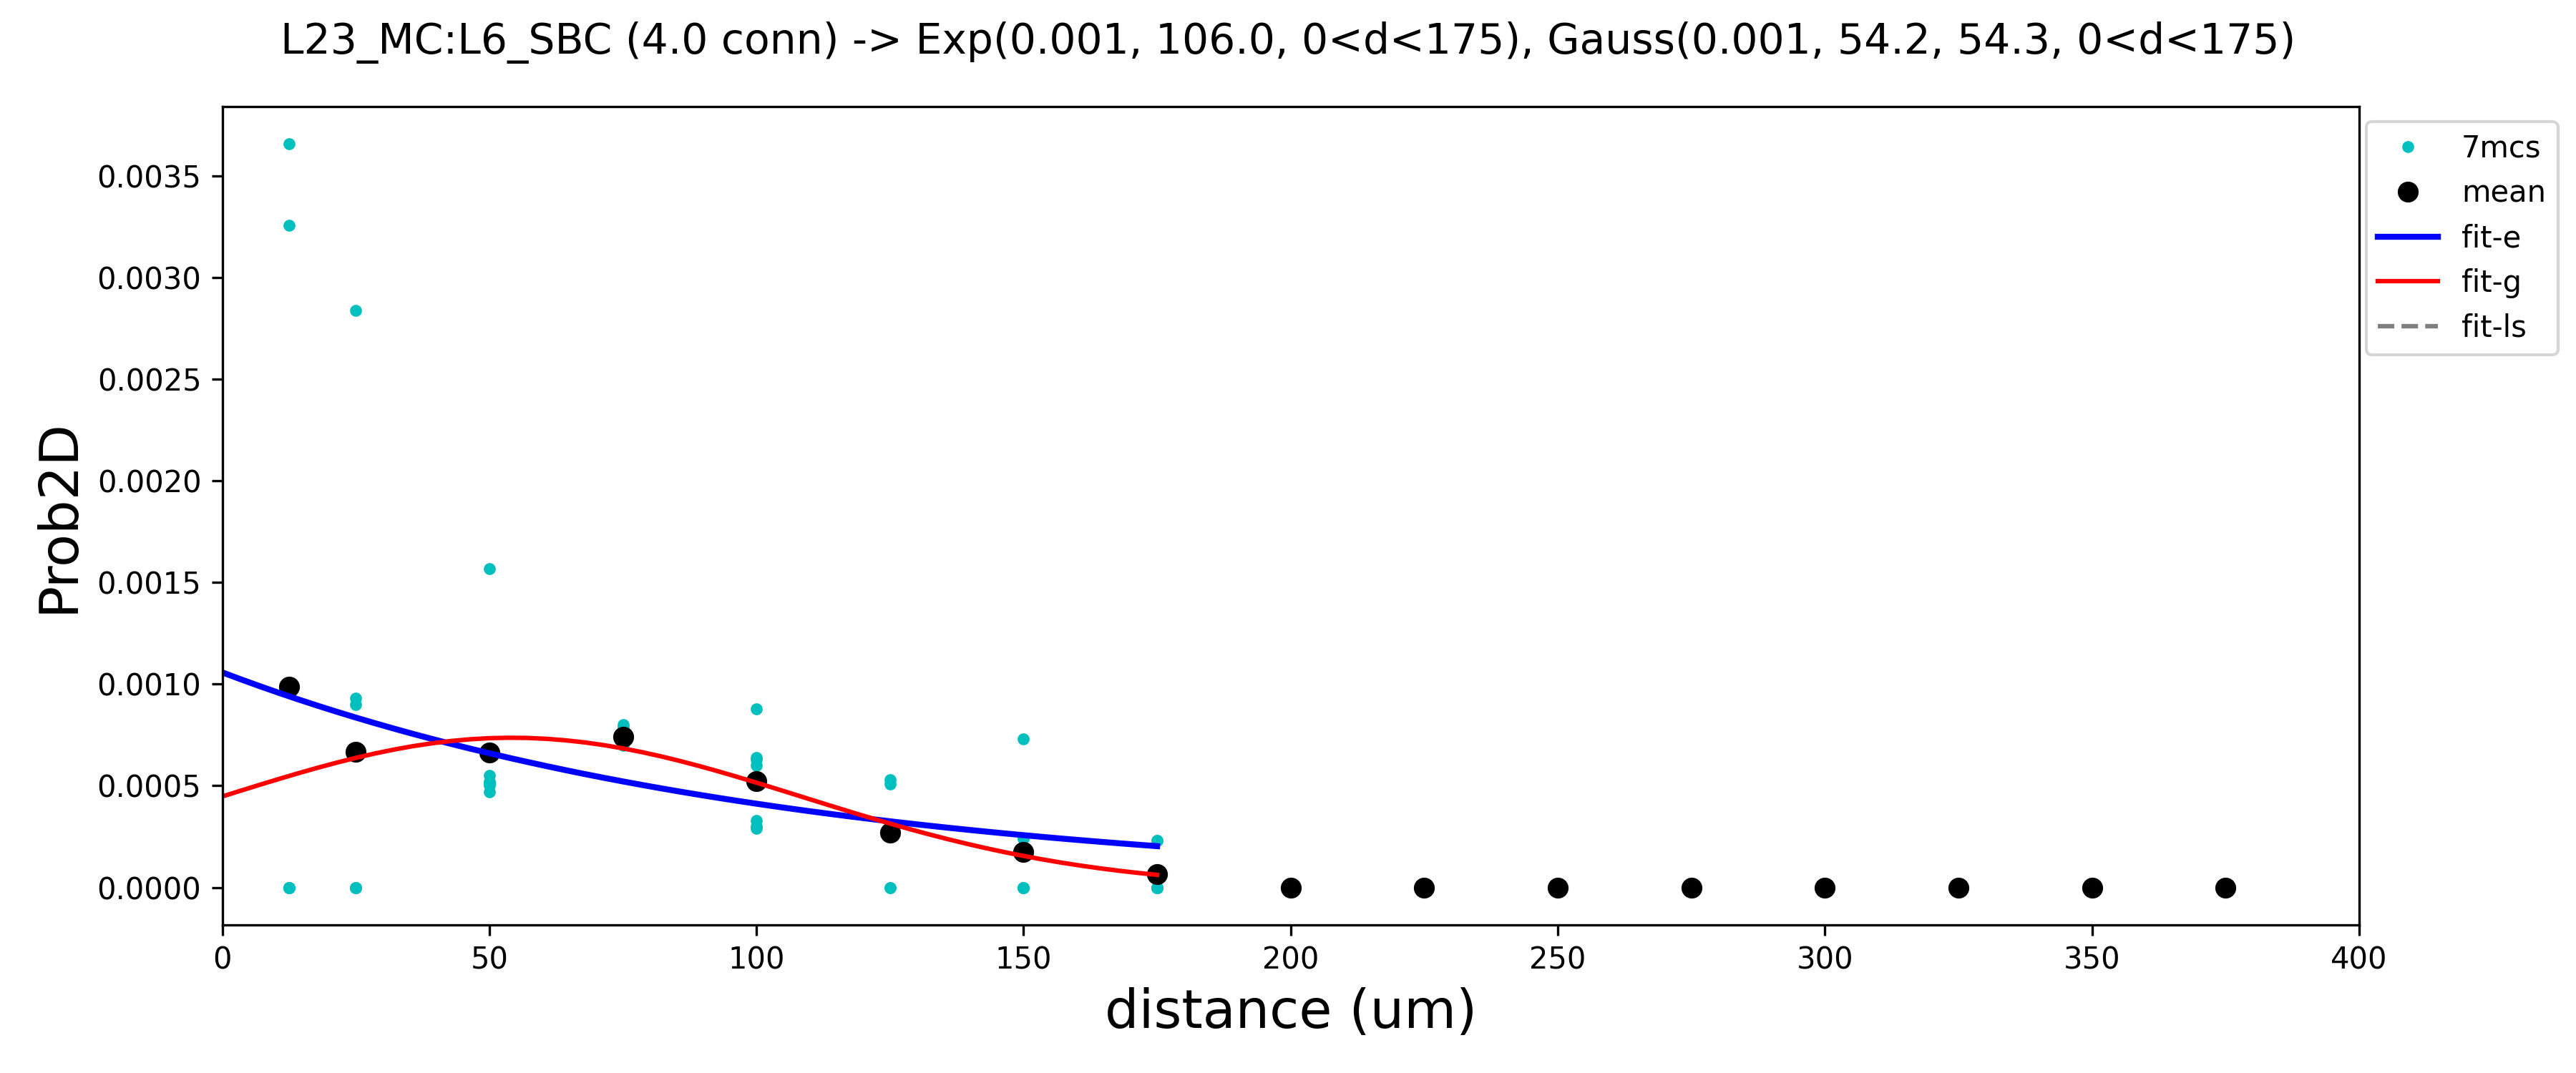 L23_MC:L6_SBC (4.0 conn) -> Exp(0.001, 106.0, 0<d<175), Gauss(0.001, 54.2, 54.3, 0<d<175)
7mcs
mean
fit-e
fit-g
fit-ls
0.0035
0.0030
0.0025
0.0020
0.0015
0.0010
0.0005
0.0000
Prob2D
0 50 100 150 200 250 300 350 400
distance (um)